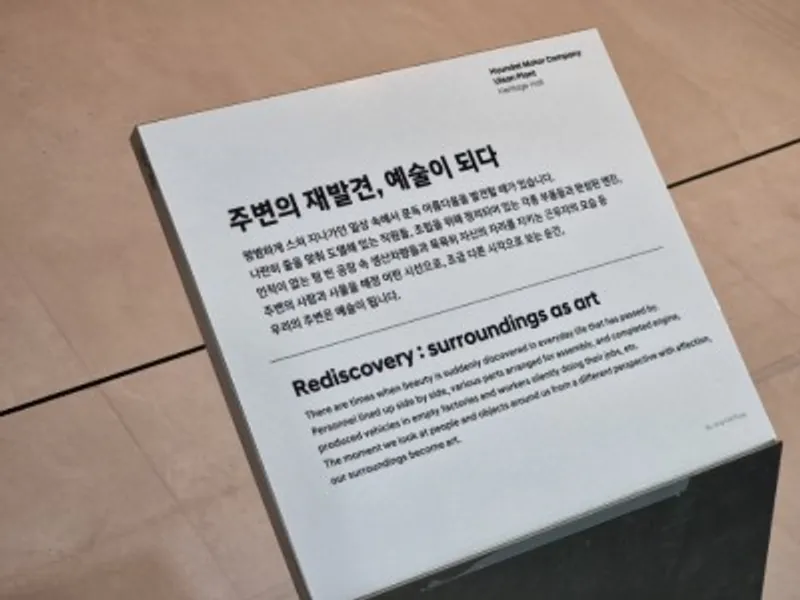 Hyundai Motor Company
Ulsan Plant
Heritage Hall
주변의 재발견, 예술이 되다
평범하게 스쳐 지나가던 일상 속에서 문득 아름다움을 발견할 때가 있습니다.
나란히 줄을 맞춰 도열해 있는 직원들, 조립을 위해 정리되어 있는 각종 부품들과 완성된 엔진,
인적이 없는 텅 빈 공장 속 생산차량들과 묵묵히 자신의 자리를 지키는 근무자의 모습 등
주변의 사람과 사물을 애정 어린 시선으로, 조금 다른 시각으로 보는 순간,
우리의 주변은 예술이 됩니다.
Rediscovery : surroundings as art
There are times when beauty is suddenly discovered in everyday life that has passed by.
Personnel lined up side by side, various parts arranged for assembly, and completed engine,
produced vehicles in empty factories and workers silently doing their jobs, etc.
The moment we look at people and objects around us from a different perspective with affection,
our surroundings become art.